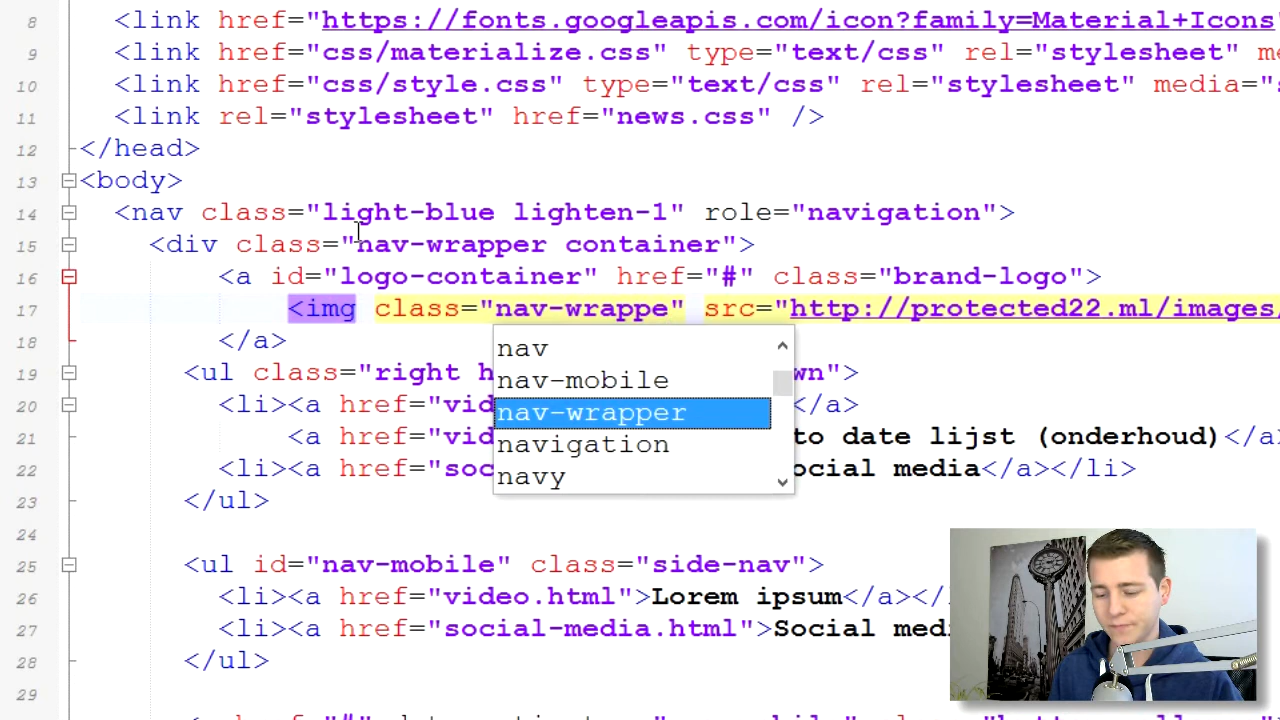 8 <link href="https://fonts.googleapis.com/icon?family=Material+Icons"
9 <link href="css/materialize.css" type="text/css" rel="stylesheet" me
10 <link href="css/style.css" type="text/css" rel="stylesheet" media="s
11 <link rel="stylesheet" href="news.css" />
12 </head>
13 <body>
14 <nav class="light-blue lighten-1" role="navigation">
15 <div class="nav-wrapper container">
16 <a id="logo-container" href="#" class="brand-logo">
17 <img class="nav-wrappe" src="http://protected22.ml/images/
18 </a>
nav
19 <ul class="right h wn">
nav-mobile
20 <li><a href="vid </a>
nav-wrapper
21 <a href="vid to date lijst (onderhoud)</a>
navigation
22 <li><a href="soc ocial media</a></li>
navy
23 </ul>
24
25 <ul id="nav-mobile" class="side-nav">
26 <li><a href="video.html">Lorem ipsum</a></
27 <li><a href="social-media.html">Social med
28 </ul>
29